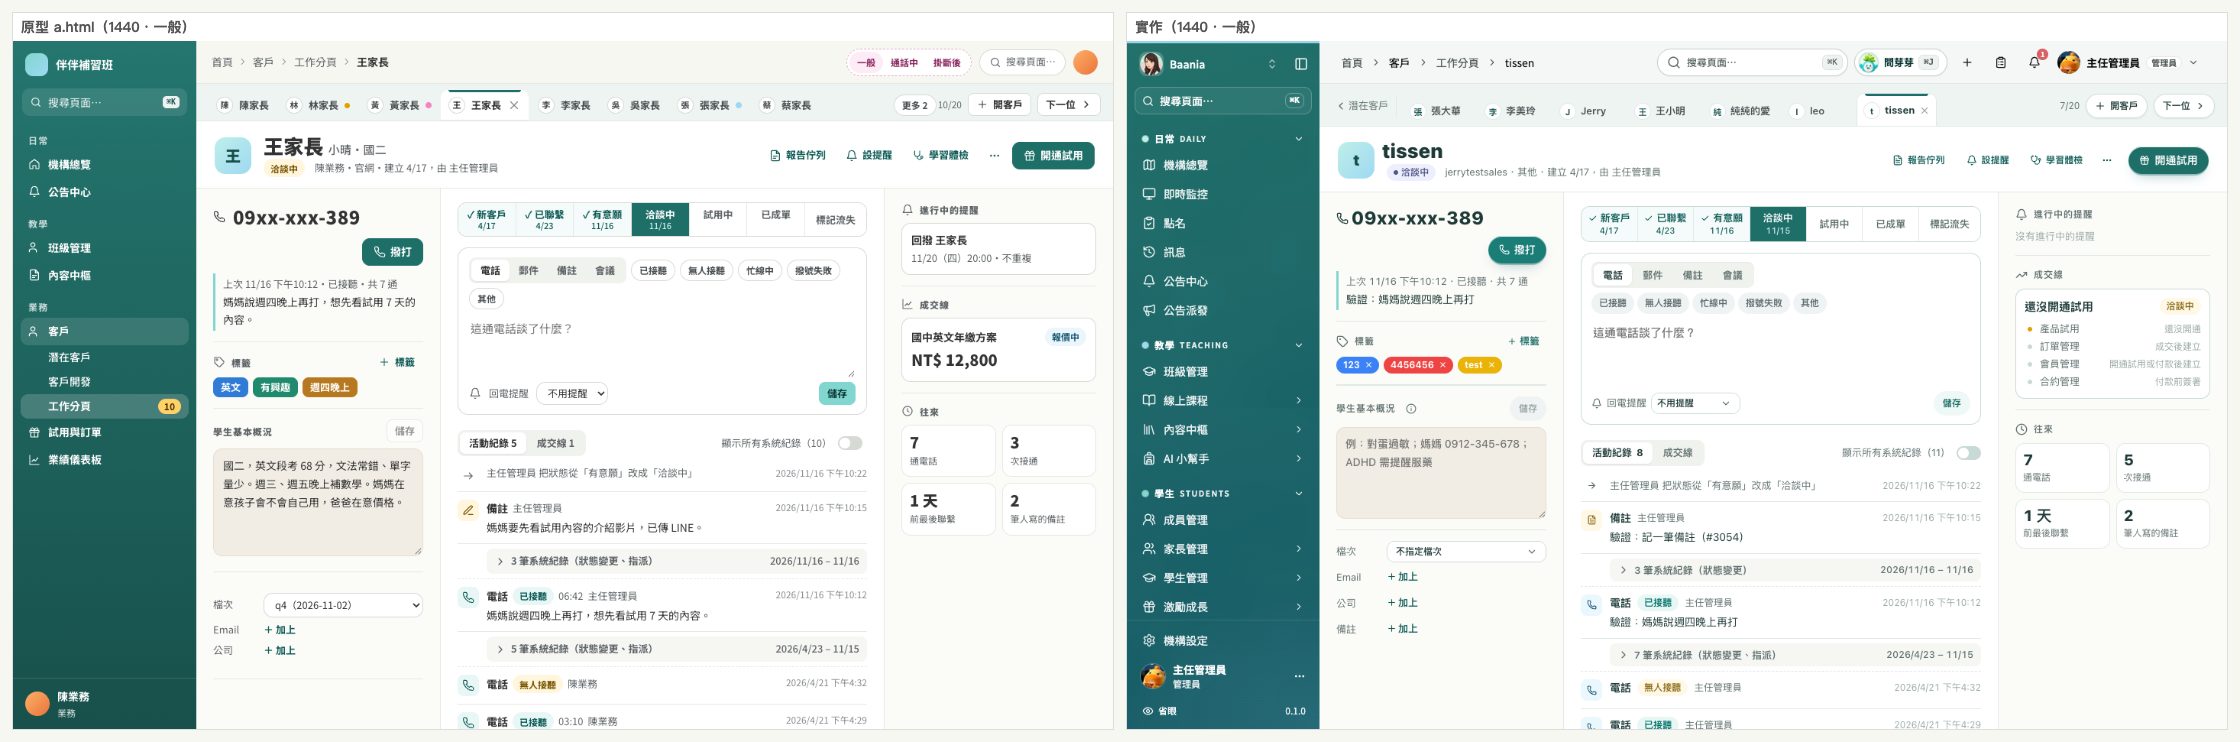 原型 a.html（1440・一般）
伴伴補習班
搜尋頁面… ⌘K
日常
機構總覽
公告中心
教學
班級管理
內容中樞
業務
客戶
潛在客戶
客戶開發
工作分頁 10
試用與訂單
業績儀表板
陳業務
業務
首頁 > 客戶 > 工作分頁 > 王家長
一般 通話中 掛斷後
搜尋頁面…
陳 陳家長 林 林家長 黃 黃家長 王 王家長 × 李 李家長 吳 吳家長 張 張家長 蔡 蔡家長
更多 2 10/20 + 開客戶 下一位 >
王
王家長 小晴・國二
洽談中 陳業務・官網・建立 4/17，由 主任管理員
報告佇列 設提醒 學習體檢 … 開通試用
09xx-xxx-389
撥打
上次 11/16 下午10:12・已接聽・共 7 通
媽媽說週四晚上再打，想先看試用 7 天的
內容。
標籤 + 標籤
英文 有興趣 週四晚上
學生基本概況 儲存
國二，英文段考 68 分，文法常錯、單字
量少。週三、週五晚上補數學。媽媽在
意孩子會不會自己用，爸爸在意價格。
檔次 q4（2026-11-02）
Email + 加上
公司 + 加上
✓ 新客戶 4/17
✓ 已聯繫 4/23
✓ 有意願 11/16
洽談中 11/16
試用中
已成單
標記流失
電話 郵件 備註 會議 已接聽 無人接聽 忙線中 撥號失敗
其他
這通電話談了什麼？
回電提醒 不用提醒 儲存
活動紀錄 5 成交線 1 顯示所有系統紀錄（10）
→ 主任管理員 把狀態從「有意願」改成「洽談中」 2026/11/16 下午10:22
備註 主任管理員 2026/11/16 下午10:15
媽媽要先看試用內容的介紹影片，已傳 LINE。
> 3 筆系統紀錄（狀態變更、指派） 2026/11/16 – 11/16
電話 已接聽 06:42 主任管理員 2026/11/16 下午10:12
媽媽說週四晚上再打，想先看試用 7 天的內容。
> 5 筆系統紀錄（狀態變更、指派） 2026/4/23 – 11/15
電話 無人接聽 陳業務 2026/4/21 下午4:32
電話 已接聽 03:10 陳業務 2026/4/21 下午4:29
進行中的提醒
回撥 王家長
11/20（四）20:00・不重複
成交線
國中英文年繳方案 報價中
NT$ 12,800
往來
7
通電話
3
次接通
1 天
前最後聯繫
2
筆人寫的備註
實作（1440・一般）
Baania
搜尋頁面… ⌘K
日常 DAILY
機構總覽
即時監控
點名
訊息
公告中心
公告派發
教學 TEACHING
班級管理
線上課程
內容中樞
AI 小幫手
學生 STUDENTS
成員管理
家長管理
學生管理
激勵成長
機構設定
主任管理員
管理員
…
省眼 0.1.0
首頁 > 客戶 > 工作分頁 > tissen
搜尋頁面… ⌘K
問芽芽 ⌘J
+
1
主任管理員 管理員
< 潛在客戶 張 張大華 李 李美玲 J Jerry 王 王小明 純 純純的愛 l leo t tissen ×
7/20 + 開客戶 下一位 >
t
tissen
洽談中 jerrytestsales・其他・建立 4/17・由 主任管理員
報告佇列 設提醒 學習體檢 … 開通試用
09xx-xxx-389
撥打
上次 11/16 下午10:12・已接聽・共 7 通
驗證：媽媽說週四晚上再打
標籤 + 標籤
123 × 4456456 × test ×
學生基本概況 儲存
例：對蛋過敏；媽媽 0912-345-678；
ADHD 需提醒服藥
檔次 不指定檔次
Email + 加上
公司 + 加上
備註 + 加上
✓ 新客戶 4/17
✓ 已聯繫 4/23
✓ 有意願 11/16
洽談中 11/15
試用中
已成單
標記流失
電話 郵件 備註 會議
已接聽 無人接聽 忙線中 撥號失敗 其他
這通電話談了什麼？
回電提醒 不用提醒 儲存
活動紀錄 8 成交線 顯示所有系統紀錄（11）
→ 主任管理員 把狀態從「有意願」改成「洽談中」 2026/11/16 下午10:22
備註 主任管理員 2026/11/16 下午10:15
驗證：記一筆備註（#3054）
> 3 筆系統紀錄（狀態變更） 2026/11/16 – 11/16
電話 已接聽 主任管理員 2026/11/16 下午10:12
驗證：媽媽說週四晚上再打
> 7 筆系統紀錄（狀態變更、指派） 2026/4/23 – 11/15
電話 無人接聽 主任管理員 2026/4/21 下午4:32
電話 已接聽 主任管理員 2026/4/21 下午4:29
進行中的提醒
沒有進行中的提醒
成交線
還沒開通試用 洽談中
產品試用 還沒開通
訂單管理 成交後建立
會員管理 開通試用或付款後建立
合約管理 付款前簽署
往來
7
通電話
5
次接通
1 天
前最後聯繫
2
筆人寫的備註